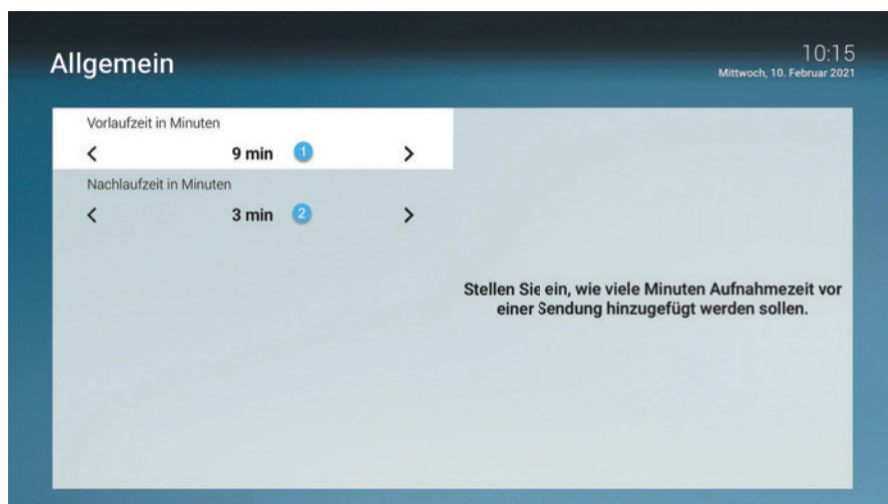 Allgemein
10:15
Mittwoch, 10. Februar 2021
Vorlaufzeit in Minuten
< 9 min 1 >
Nachlaufzeit in Minuten
< 3 min 2 >
Stellen Sie ein, wie viele Minuten Aufnahmezeit vor
einer Sendung hinzugefügt werden sollen.